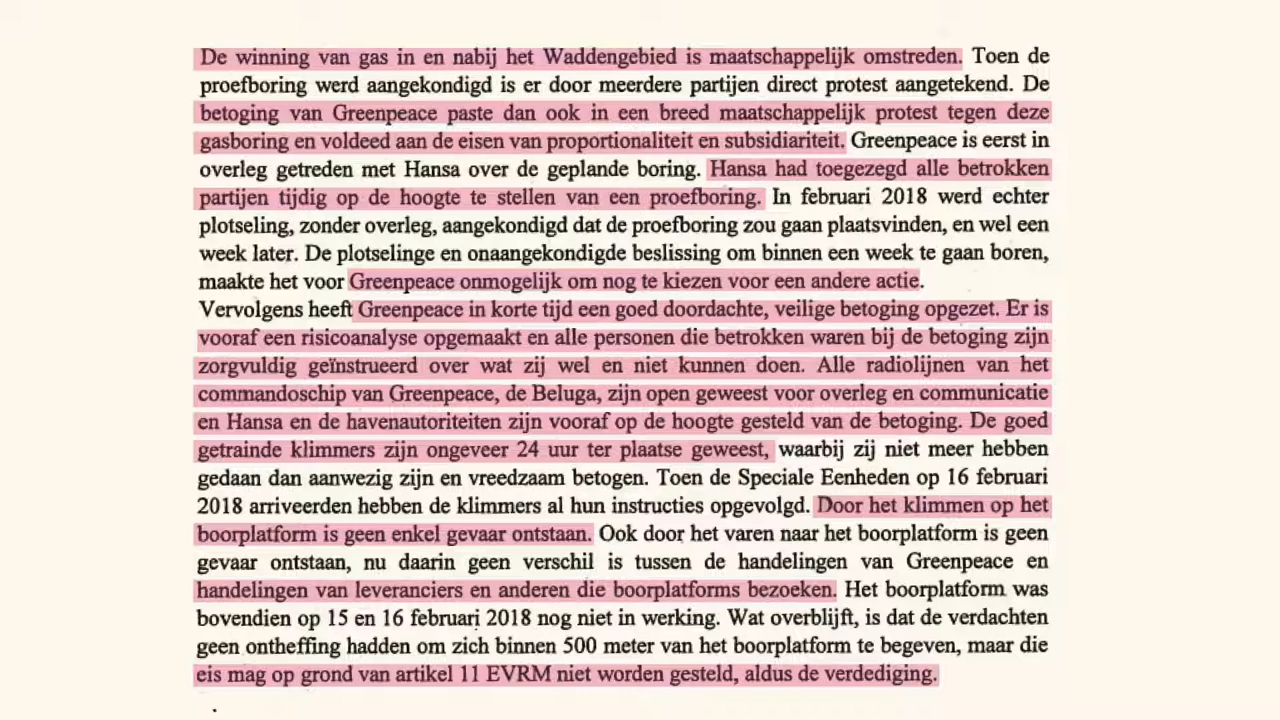 De winning van gas in en nabij het Waddengebied is maatschappelijk omstreden. Toen de
proefboring werd aangekondigd is er door meerdere partijen direct protest aangetekend. De
betoging van Greenpeace paste dan ook in een breed maatschappelijk protest tegen deze
gasboring en voldeed aan de eisen van proportionaliteit en subsidiariteit. Greenpeace is eerst in
overleg getreden met Hansa over de geplande boring. Hansa had toegezegd alle betrokken
partijen tijdig op de hoogte te stellen van een proefboring. In februari 2018 werd echter
plotseling, zonder overleg, aangekondigd dat de proefboring zou gaan plaatsvinden, en wel een
week later. De plotselinge en onaangekondigde beslissing om binnen een week te gaan boren,
maakte het voor Greenpeace onmogelijk om nog te kiezen voor een andere actie.
Vervolgens heeft Greenpeace in korte tijd een goed doordachte, veilige betoging opgezet. Er is
vooraf een risicoanalyse opgemaakt en alle personen die betrokken waren bij de betoging zijn
zorgvuldig geïnstrueerd over wat zij wel en niet kunnen doen. Alle radiolijnen van het
commandoschip van Greenpeace, de Beluga, zijn open geweest voor overleg en communicatie
en Hansa en de havenautoriteiten zijn vooraf op de hoogte gesteld van de betoging. De goed
getrainde klimmers zijn ongeveer 24 uur ter plaatse geweest, waarbij zij niet meer hebben
gedaan dan aanwezig zijn en vreedzaam betogen. Toen de Speciale Eenheden op 16 februari
2018 arriveerden hebben de klimmers al hun instructies opgevolgd. Door het klimmen op het
boorplatform is geen enkel gevaar ontstaan. Ook door het varen naar het boorplatform is geen
gevaar ontstaan, nu daarin geen verschil is tussen de handelingen van Greenpeace en
handelingen van leveranciers en anderen die boorplatforms bezoeken. Het boorplatform was
bovendien op 15 en 16 februari 2018 nog niet in werking. Wat overblijft, is dat de verdachten
geen ontheffing hadden om zich binnen 500 meter van het boorplatform te begeven, maar die
eis mag op grond van artikel 11 EVRM niet worden gesteld, aldus de verdediging.